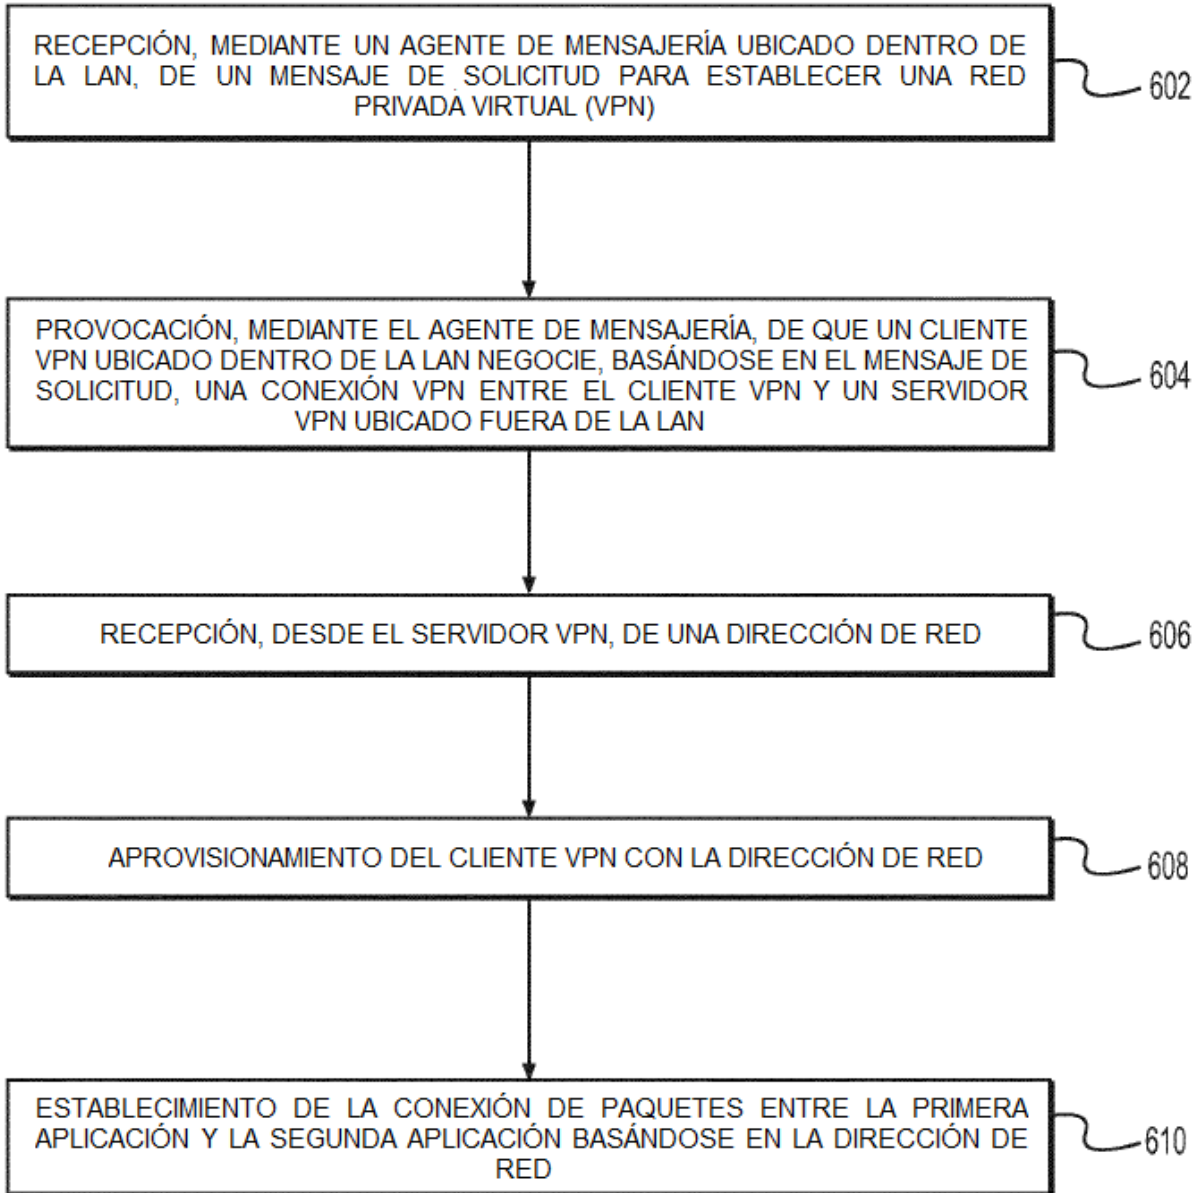 RECEPCIÓN, MEDIANTE UN AGENTE DE MENSAJERÍA UBICADO DENTRO DE
LA LAN, DE UN MENSAJE DE SOLICITUD PARA ESTABLECER UNA RED
PRIVADA VIRTUAL (VPN)
602
PROVOCACIÓN, MEDIANTE EL AGENTE DE MENSAJERÍA, DE QUE UN CLIENTE
VPN UBICADO DENTRO DE LA LAN NEGOCIE, BASÁNDOSE EN EL MENSAJE DE
SOLICITUD, UNA CONEXIÓN VPN ENTRE EL CLIENTE VPN Y UN SERVIDOR
VPN UBICADO FUERA DE LA LAN
604
RECEPCIÓN, DESDE EL SERVIDOR VPN, DE UNA DIRECCIÓN DE RED
606
APROVISIONAMIENTO DEL CLIENTE VPN CON LA DIRECCIÓN DE RED
608
ESTABLECIMIENTO DE LA CONEXIÓN DE PAQUETES ENTRE LA PRIMERA
APLICACIÓN Y LA SEGUNDA APLICACIÓN BASÁNDOSE EN LA DIRECCIÓN DE
RED
610